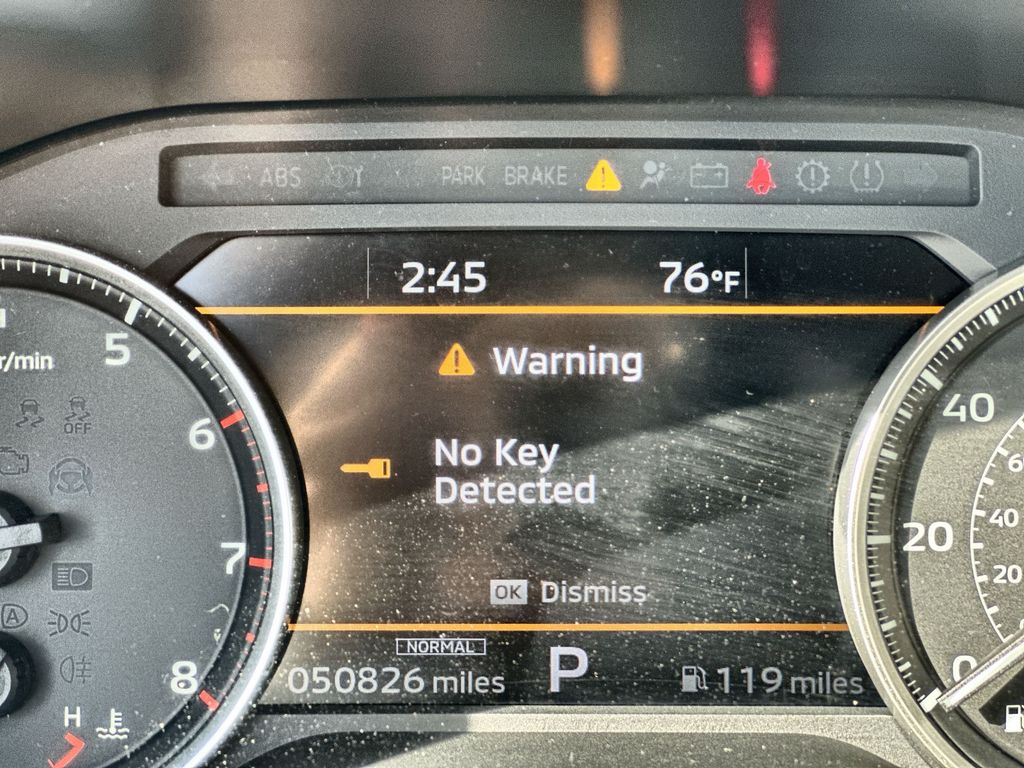 ABS
PARK BRAKE
2:45 76°F
Warning
No Key
Detected
OK Dismiss
NORMAL
050826 miles P 119 miles
r/min
5
6
7
8
OFF
A
H
40
20
0
60
40
20